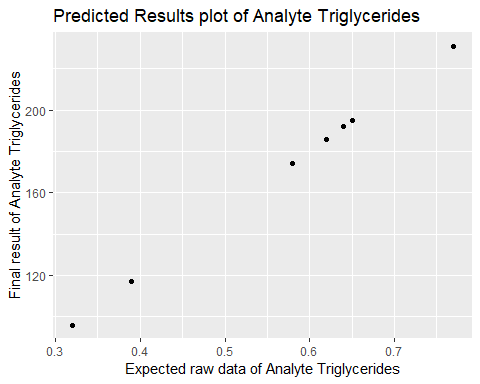 Predicted Results plot of Analyte Triglycerides
Final result of Analyte Triglycerides
200
160
120
0.3 0.4 0.5 0.6 0.7
Expected raw data of Analyte Triglycerides